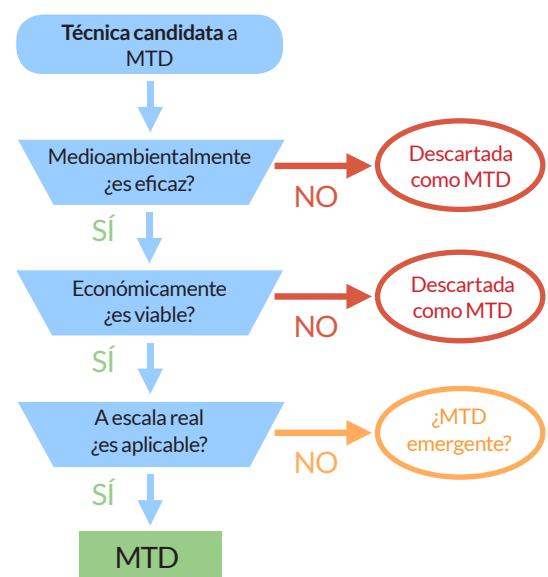 Técnica candidata a
MTD
Medioambientalmente
¿es eficaz?
NO
Descartada
como MTD
SÍ
Económicamente
¿es viable?
NO
Descartada
como MTD
SÍ
A escala real
¿es aplicable?
NO
¿MTD
emergente?
SÍ
MTD